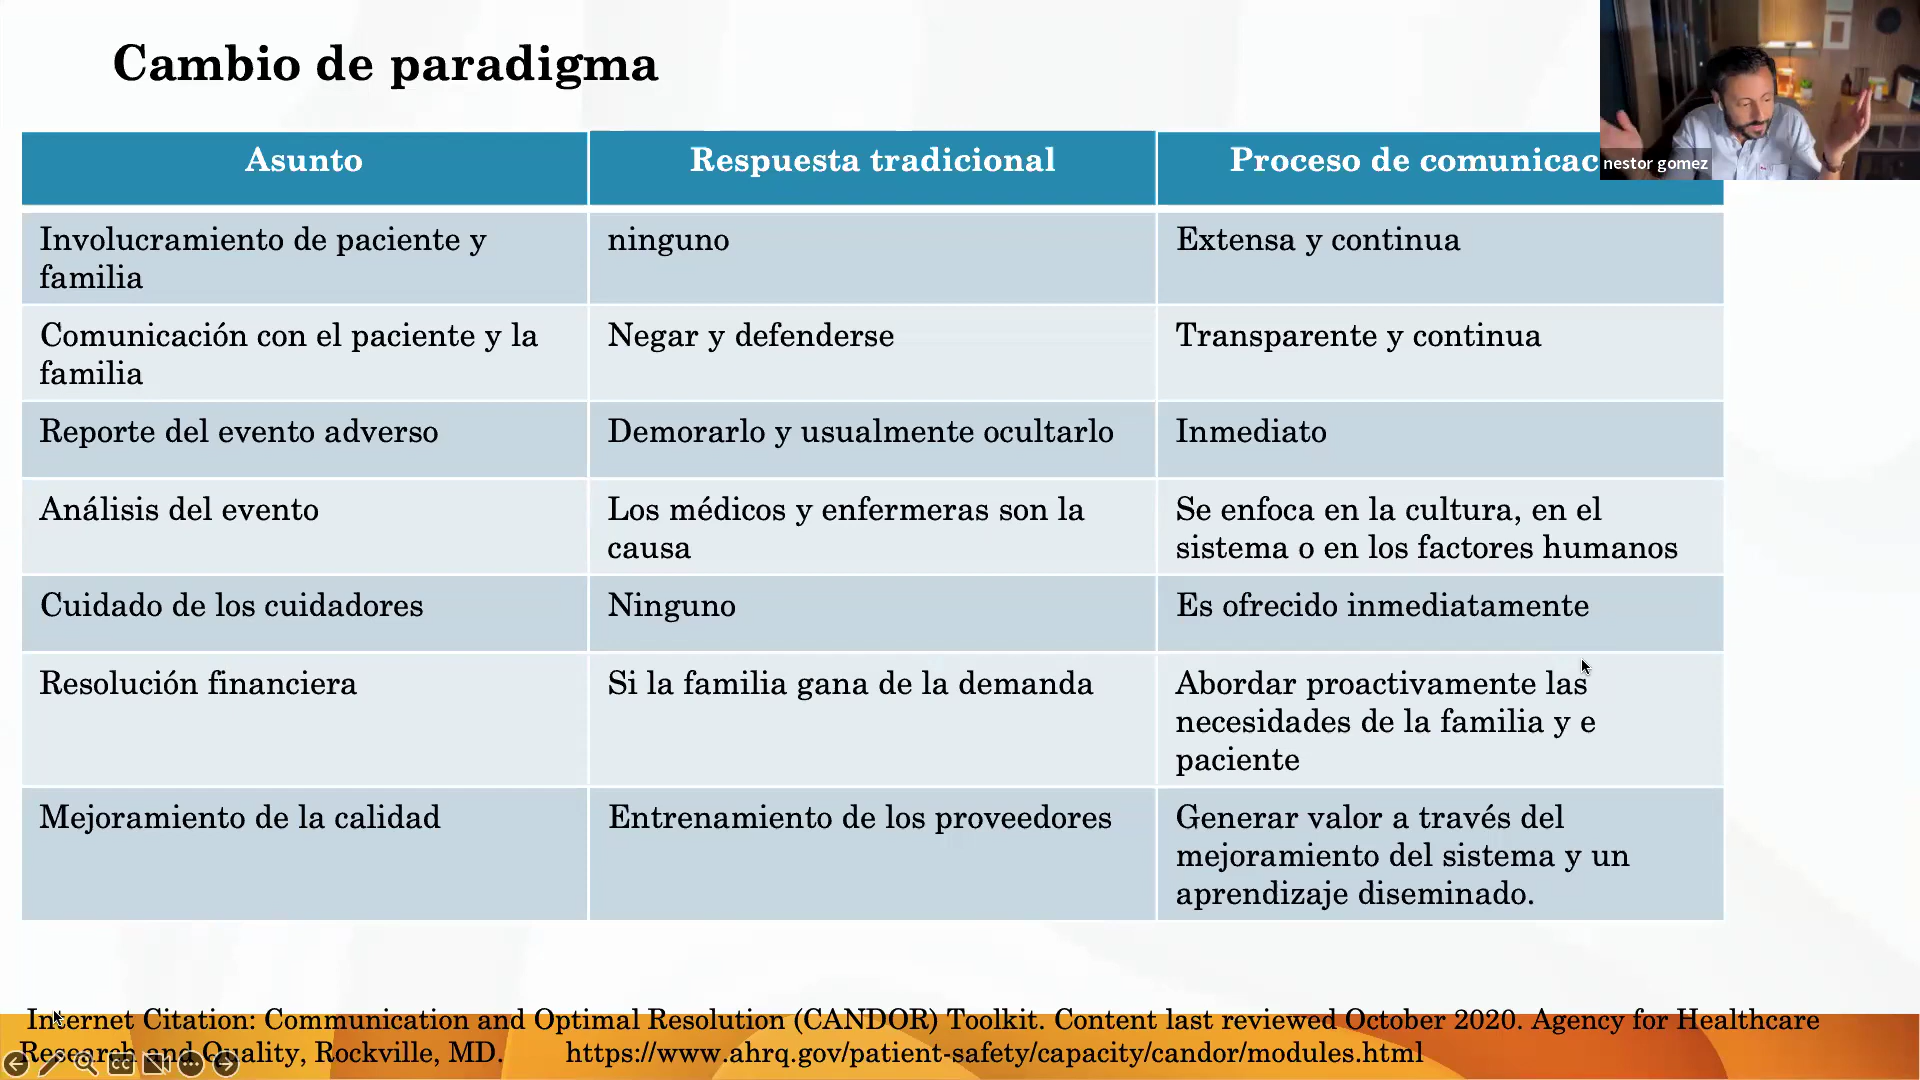 Cambio de paradigma
nestor gomez
Asunto
Respuesta tradicional
Proceso de comunicac
Involucramiento de paciente y
familia
ninguno
Extensa y continua
Comunicación con el paciente y la
familia
Negar y defenderse
Transparente y continua
Reporte del evento adverso
Demorarlo y usualmente ocultarlo
Inmediato
Análisis del evento
Los médicos y enfermeras son la
causa
Se enfoca en la cultura, en el
sistema o en los factores humanos
Cuidado de los cuidadores
Ninguno
Es ofrecido inmediatamente
Resolución financiera
Si la familia gana de la demanda
Abordar proactivamente las
necesidades de la familia y e
paciente
Mejoramiento de la calidad
Entrenamiento de los proveedores
Generar valor a través del
mejoramiento del sistema y un
aprendizaje diseminado.
Internet Citation: Communication and Optimal Resolution (CANDOR) Toolkit. Content last reviewed October 2020. Agency for Healthcare
Research and Quality, Rockville, MD. https://www.ahrq.gov/patient-safety/capacity/candor/modules.html
CC